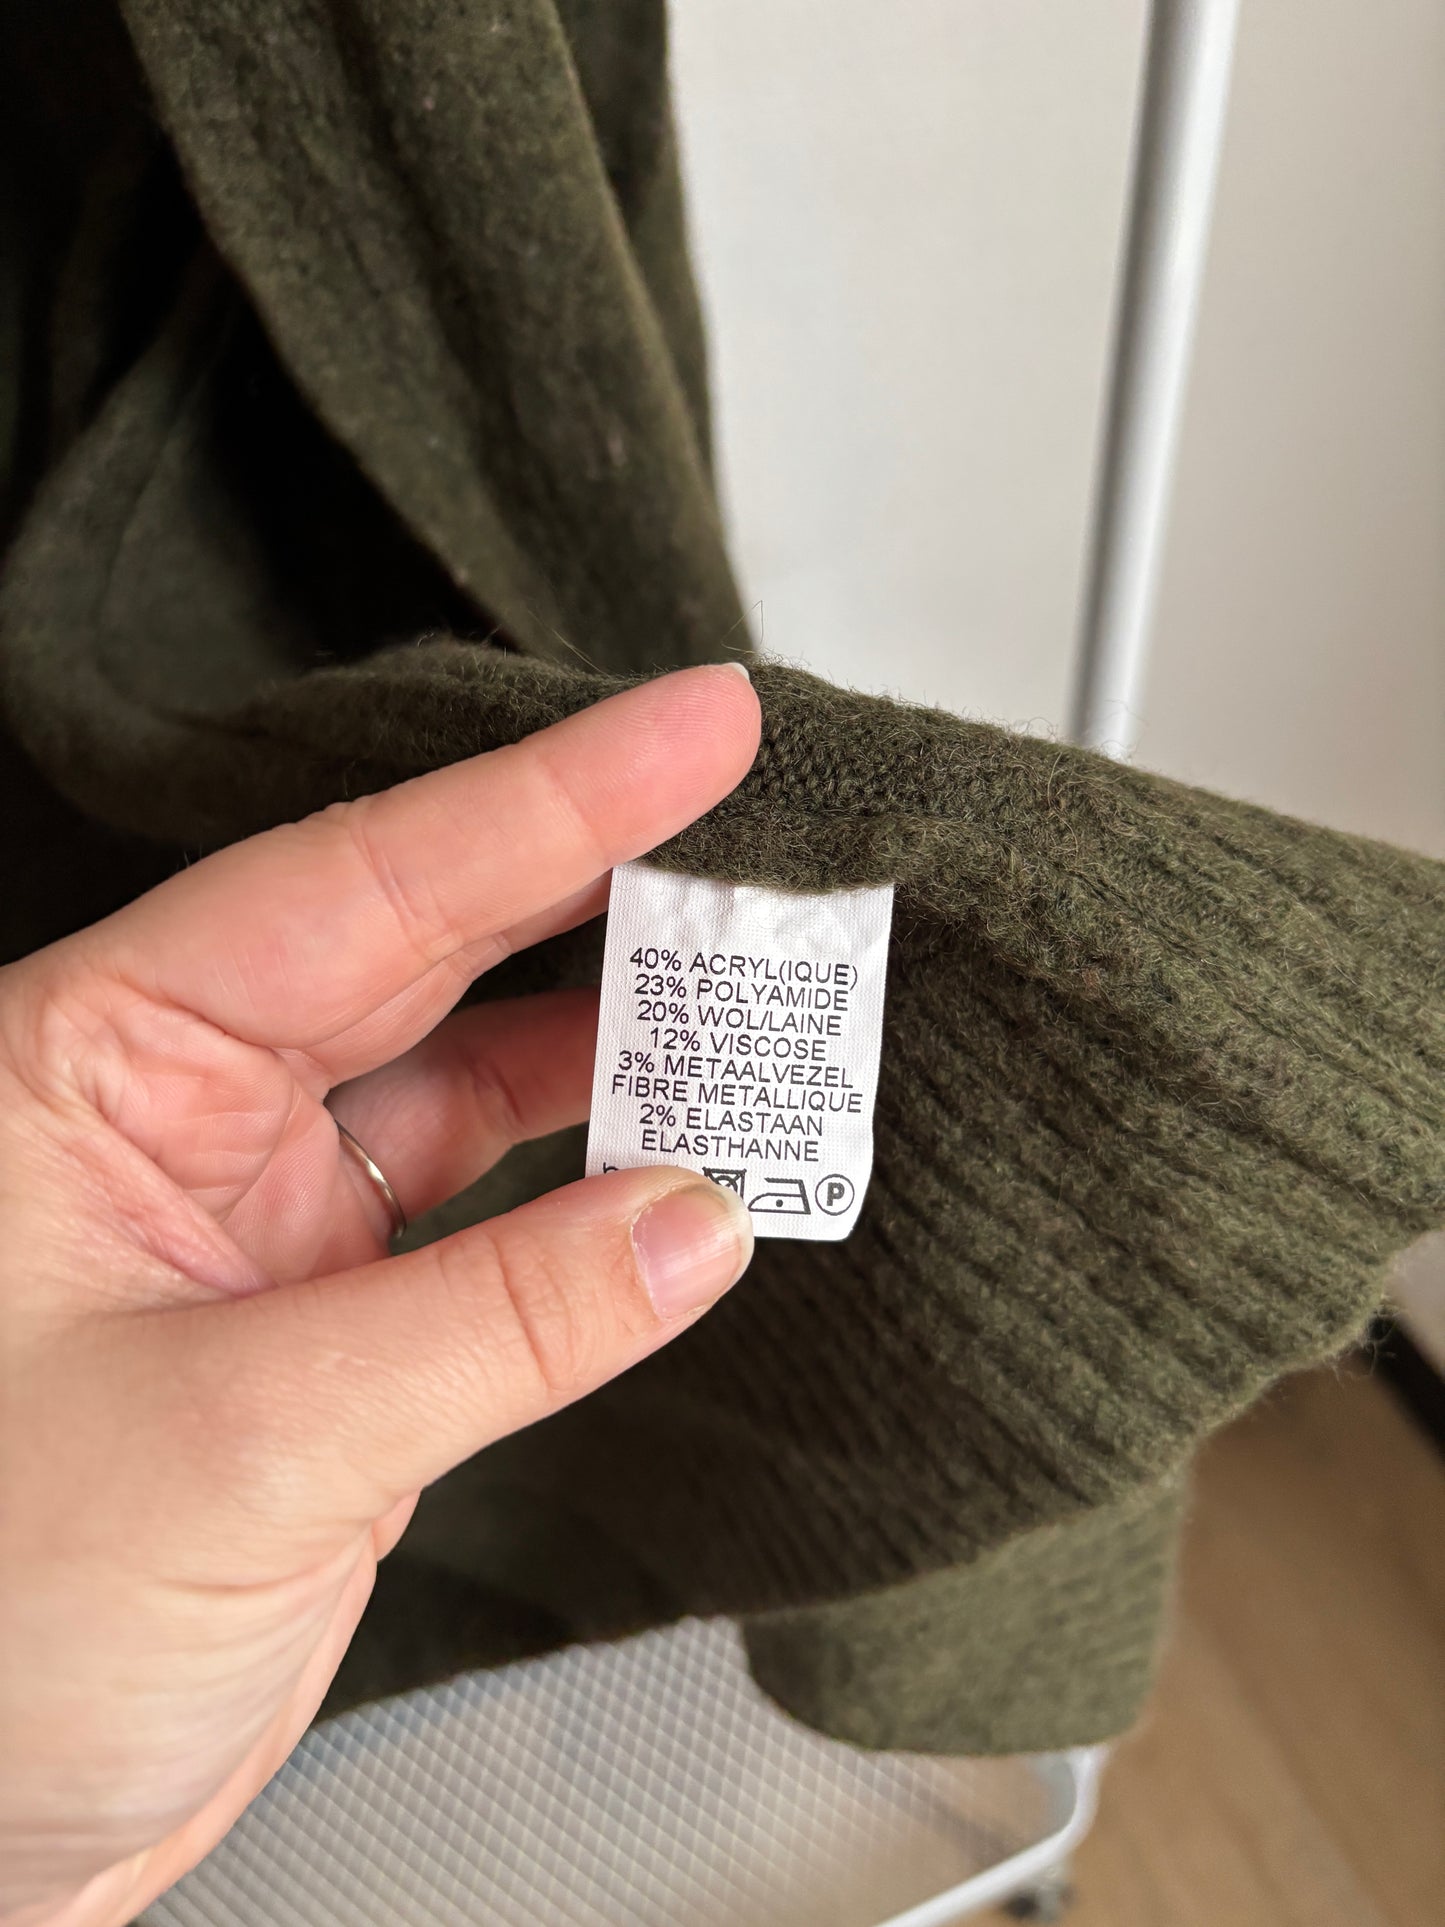 40% ACRYL(IQUE)
23% POLYAMIDE
20% WOL/LAINE
12% VISCOSE
3% METAALVEZEL
FIBRE METALLIQUE
2% ELASTAAN
ELASTHANNE
P